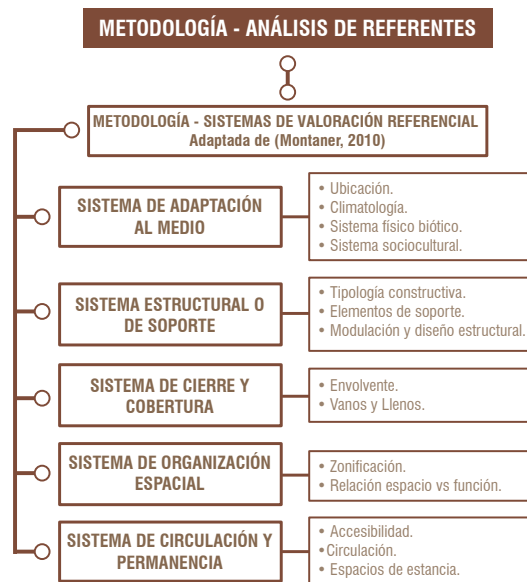 METODOLOGÍA - ANÁLISIS DE REFERENTES
METODOLOGÍA - SISTEMAS DE VALORACIÓN REFERENCIAL
Adaptada de (Montaner, 2010)
SISTEMA DE ADAPTACIÓN
AL MEDIO
• Ubicación.
• Climatología.
• Sistema físico biótico.
• Sistema sociocultural.
SISTEMA ESTRUCTURAL O
DE SOPORTE
• Tipología constructiva.
• Elementos de soporte.
• Modulación y diseño estructural.
SISTEMA DE CIERRE Y
COBERTURA
• Envolvente.
• Vanos y Llenos.
SISTEMA DE ORGANIZACIÓN
ESPACIAL
• Zonificación.
• Relación espacio vs función.
SISTEMA DE CIRCULACIÓN Y
PERMANENCIA
• Accesibilidad.
•Circulación.
• Espacios de estancia.